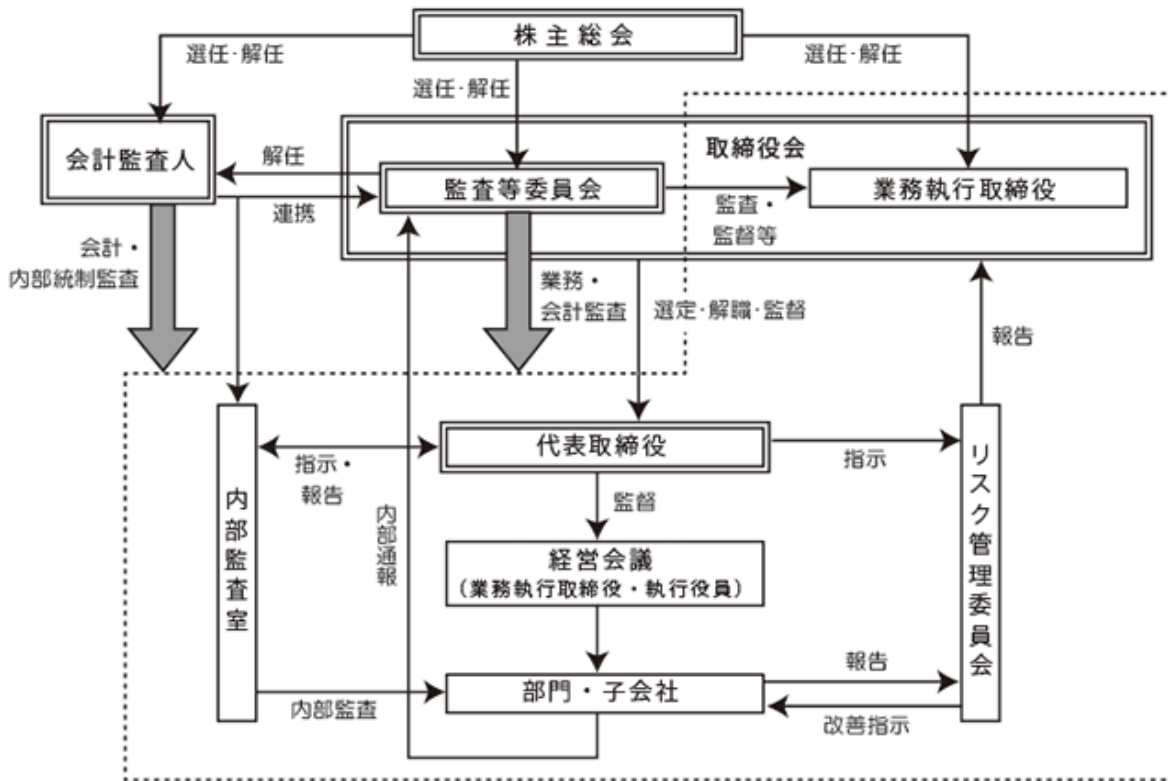 株主総会
選任・解任
選任・解任
選任・解任
会計監査人
解任
連携
取締役会
監査等委員会
監査・
監督等
業務執行取締役
会計・
内部統制監査
業務・
会計監査
選定・解職・監督
報告
内部監査室
指示・
報告
代表取締役
指示
リスク管理委員会
監督
内部通報
経営会議
(業務執行取締役・執行役員)
内部監査
部門・子会社
報告
改善指示